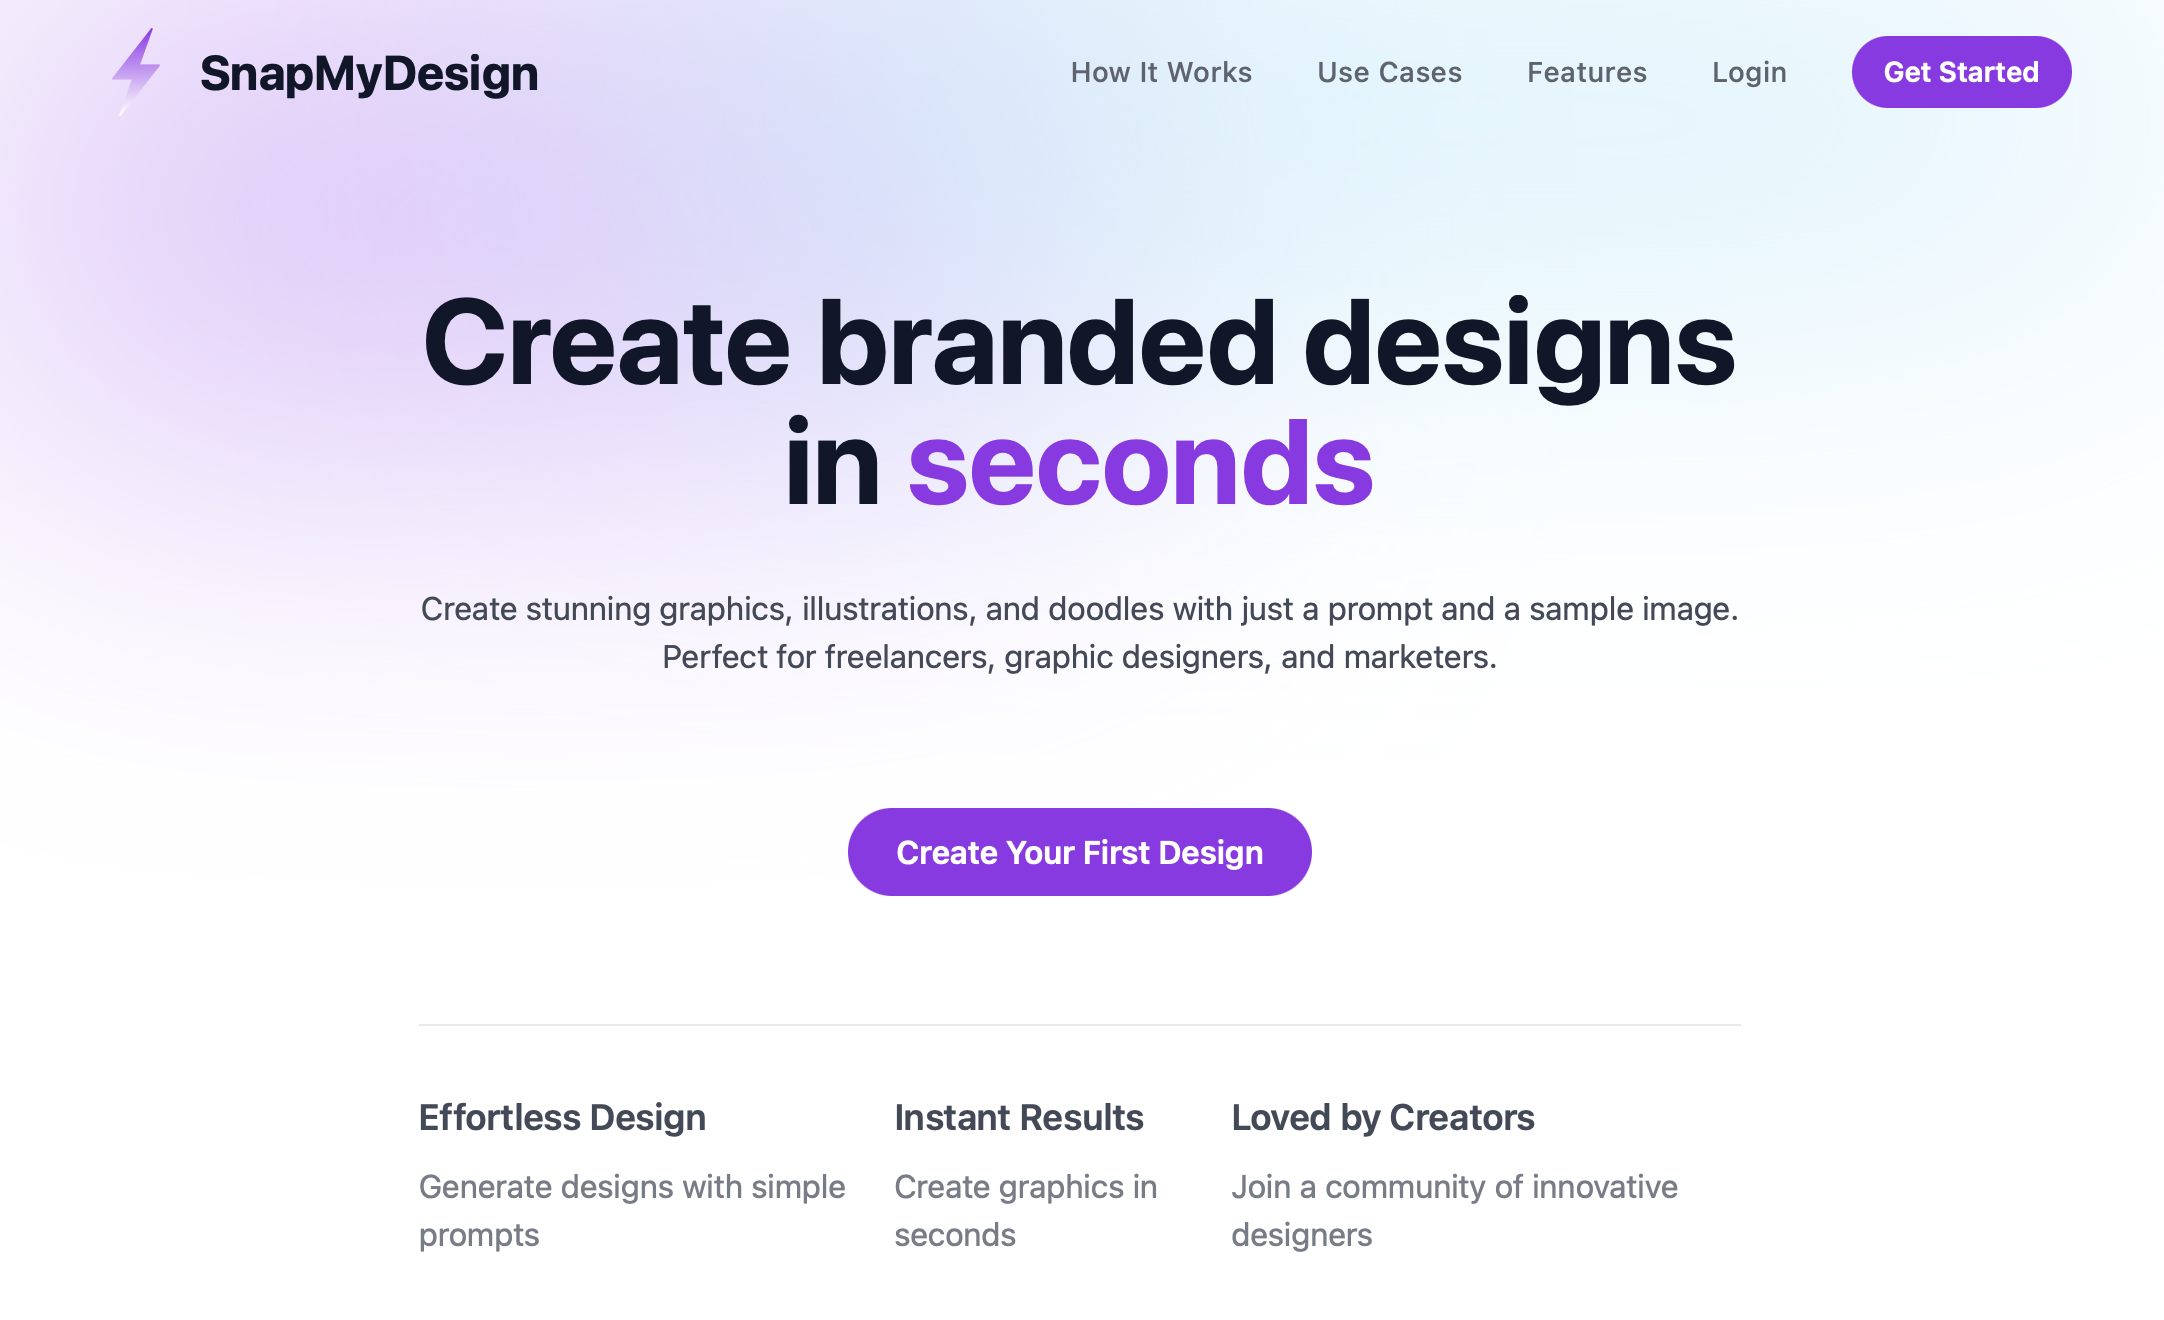 SnapMyDesign
How It Works
Use Cases
Features
Login
Get Started
Create branded designs
in seconds
Create stunning graphics, illustrations, and doodles with just a prompt and a sample image.
Perfect for freelancers, graphic designers, and marketers.
Create Your First Design
Effortless Design
Generate designs with simple
prompts
Instant Results
Create graphics in
seconds
Loved by Creators
Join a community of innovative
designers